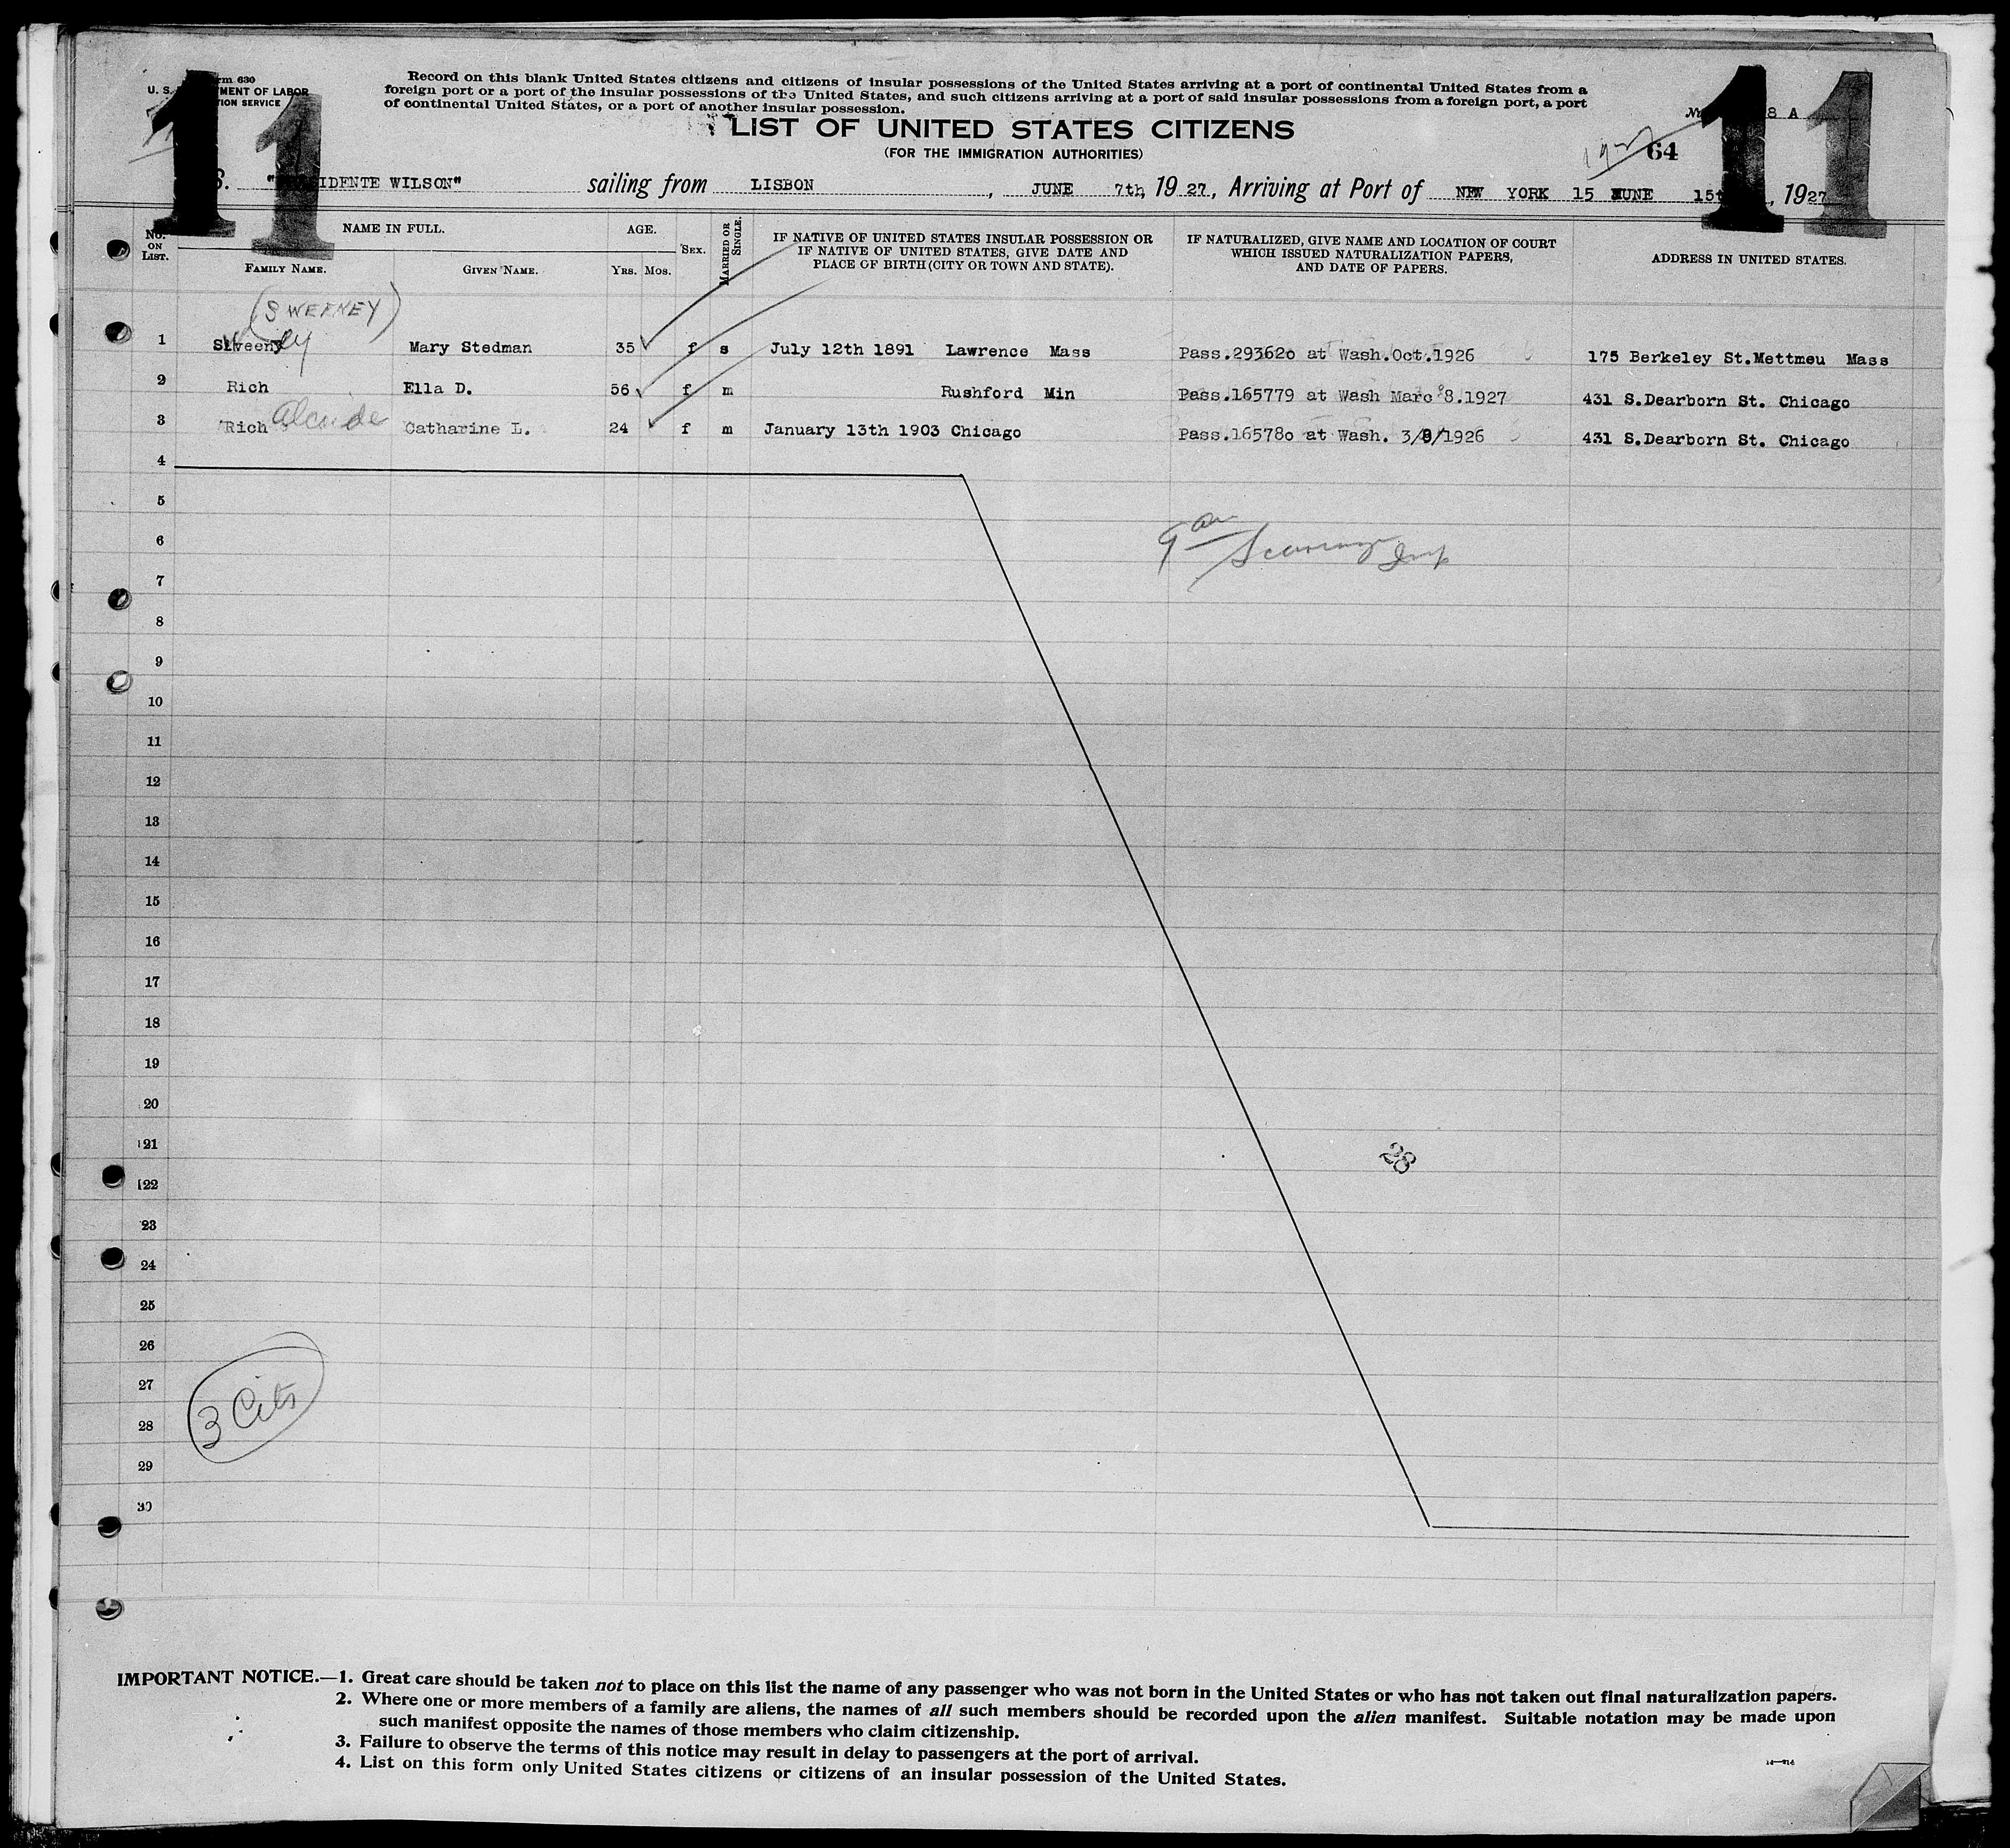 11
11
rm 630
U. S. MENT OF LABOR
TION SERVICE
Record on this blank United States citizens and citizens of insular possessions of the United States arriving at a port of continental United States from a
foreign port or a port of the insular possessions of the United States, and such citizens arriving at a port of said insular possessions from a foreign port, a port
of continental United States, or a port of another insular possession.
8 A
LIST OF UNITED STATES CITIZENS
(FOR THE IMMIGRATION AUTHORITIES)
64
S. " IDENTE WILSON" sailing from LISBON, JUNE 7th, 1927, Arriving at Port of NEW YORK 15 JUNE 15t, 1927
No. ON LIST. NAME IN FULL. AGE. SEX. MARRIED OR SINGLE. IF NATIVE OF UNITED STATES INSULAR POSSESSION OR IF NATIVE OF UNITED STATES, GIVE DATE AND PLACE OF BIRTH (CITY OR TOWN AND STATE). IF NATURALIZED, GIVE NAME AND LOCATION OF COURT WHICH ISSUED NATURALIZATION PAPERS, AND DATE OF PAPERS. ADDRESS IN UNITED STATES.
FAMILY NAME. GIVEN NAME. YRS. MOS.
(SWEENEY)
1 Sweeny ey Mary Stedman 35 f s July 12th 1891 Lawrence Mass Pass.293620 at Wash.Oct.1926 175 Berkeley St.Mettmeu Mass
2 Rich Ella D. 56 f m Rushford Min Pass.165779 at Wash Marc 8.1927 431 S.Dearborn St. Chicago
3 Rich Alcaide Catharine L. 24 f m January 13th 1903 Chicago Pass.165780 at Wash. 3/8/1926 431 S.Dearborn St. Chicago
4
5
6
9 am
7
8
9
10
11
12
13
14
15
16
17
18
19
20
21
28
22
23
24
25
26
27
3 Cits
28
29
30
IMPORTANT NOTICE.—1. Great care should be taken not to place on this list the name of any passenger who was not born in the United States or who has not taken out final naturalization papers.
2. Where one or more members of a family are aliens, the names of all such members should be recorded upon the alien manifest. Suitable notation may be made upon
such manifest opposite the names of those members who claim citizenship.
3. Failure to observe the terms of this notice may result in delay to passengers at the port of arrival.
4. List on this form only United States citizens or citizens of an insular possession of the United States.